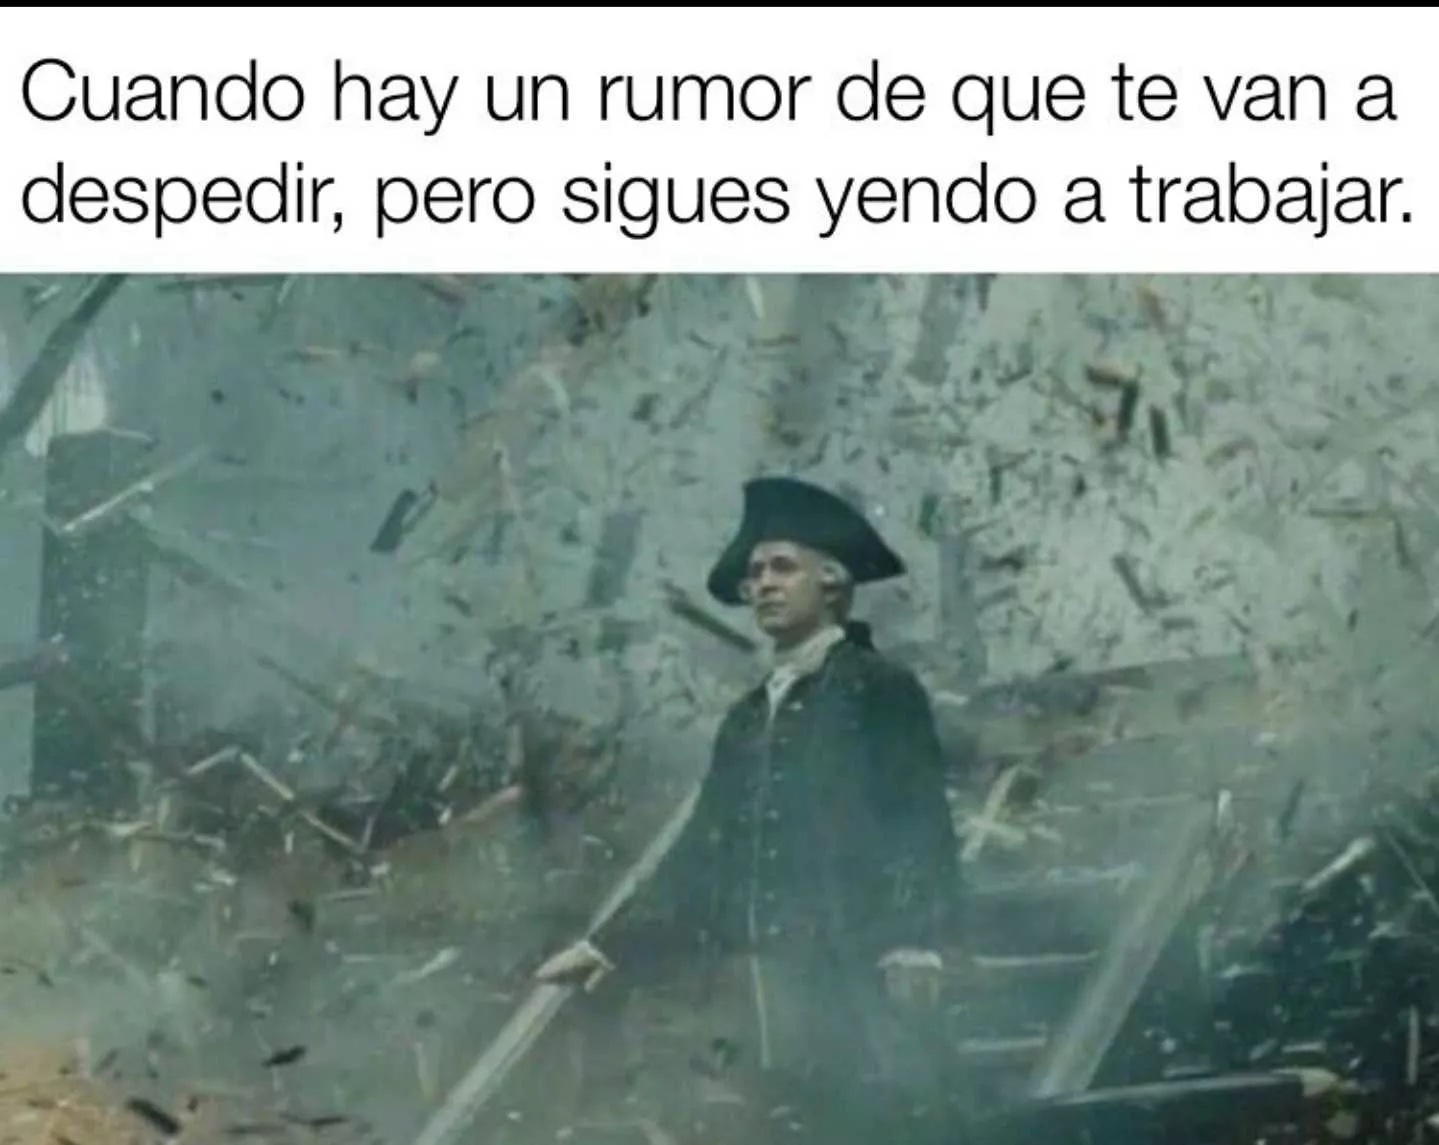 Cuando hay un rumor de que te van a
despedir, pero sigues yendo a trabajar.